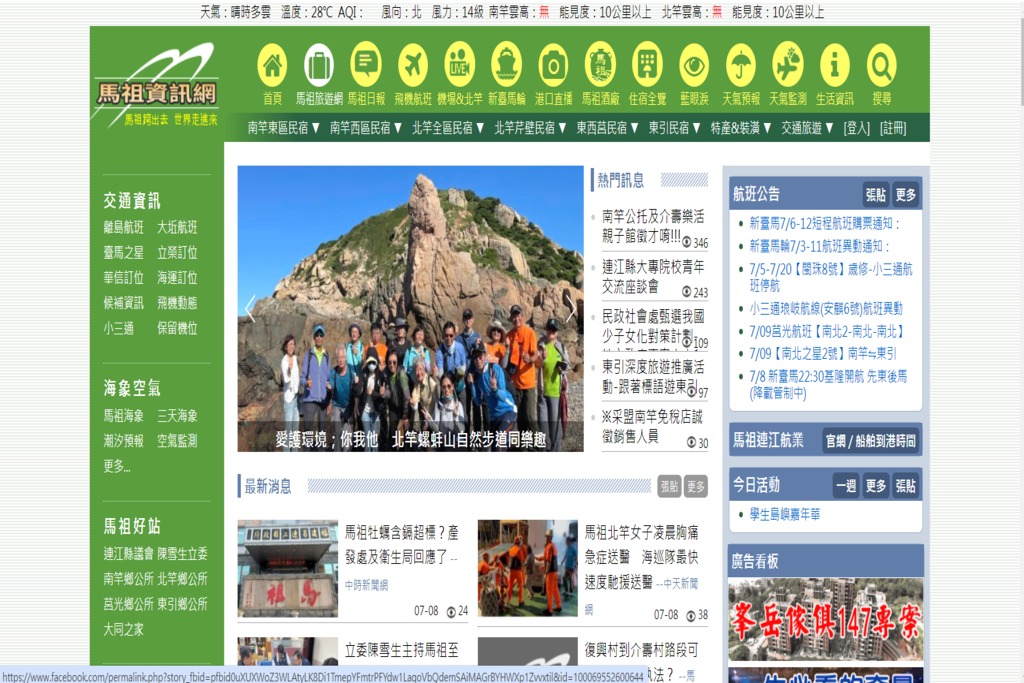 天氣：晴時多雲 溫度：28℃ AQI： 風向：北 風力：14級 南竿雲高：無 能見度：10公里以上 北竿雲高：無 能見度：10公里以上
馬祖資訊網
馬祖跨出去 世界走進來
首頁 馬祖旅遊網 馬祖日報 飛機航班 機場&北竿 新臺馬輪 港口直播 馬祖酒廠 住宿全覽 藍眼淚 天氣預報 天氣監測 生活資訊 搜尋
南竿東區民宿▼ 南竿西區民宿▼ 北竿全區民宿▼ 北竿芹壁民宿▼ 東西莒民宿▼ 東引民宿▼ 特產&裝潢▼ 交通旅遊▼ [登入] [註冊]
交通資訊
離島航班 大坵航班
臺馬之星 立榮訂位
華信訂位 海運訂位
候補資訊 飛機動態
小三通 保留機位
海象空氣
馬祖海象 三天海象
潮汐預報 空氣監測
更多...
馬祖好站
連江縣議會 陳雪生立委
南竿鄉公所 北竿鄉公所
莒光鄉公所 東引鄉公所
大同之家
愛護環境；你我他 北竿螺蚌山自然步道同樂趣
熱門訊息
南竿公托及介壽樂活
親子館徵才唷!!! 346
連江縣大專院校青年
交流座談會 243
民政社會處甄選我國
少子女化對策計劃 109
東引深度旅遊推廣活
動-跟著標語遊東引 97
※采盟南竿免稅店誠
徵銷售人員 30
最新消息 張貼 更多
馬祖牡蠣含鎘超標？產
發處及衛生局回應了 --
中時新聞網
07-08 24
馬祖北竿女子凌晨胸痛
急症送醫 海巡隊最快
速度馳援送醫 --中天新聞
網
07-08 38
立委陳雪生主持馬祖至
復興村到介壽村路段可
法？ --馬
航班公告 張貼 更多
新臺馬7/6-12短程航班購票通知：
新臺馬輪7/3-11航班異動通知：
7/5-7/20【閩珠8號】歲修-小三通航
班停航
小三通琅岐航線(安麒6號)航班異動
7/09莒光航班【南北2-南北-南北】
7/09【南北之星2號】南竿⇋東引
7/8 新臺馬22:30基隆開航 先東後馬
(降載管制中)
馬祖連江航業 官網 / 船舶到港時間
今日活動 一週 更多 張貼
學生島嶼嘉年華
廣告看板
峯岳傢俱147專案
https://www.facebook.com/permalink.php?story_fbid=pfbid0uXUXWoZ3WLAtyLK8Di1TmepYFmtrPFYdw1LaqoVbQdemSAiMAGrBYHWXp1Zvvxtil&id=100069552600644